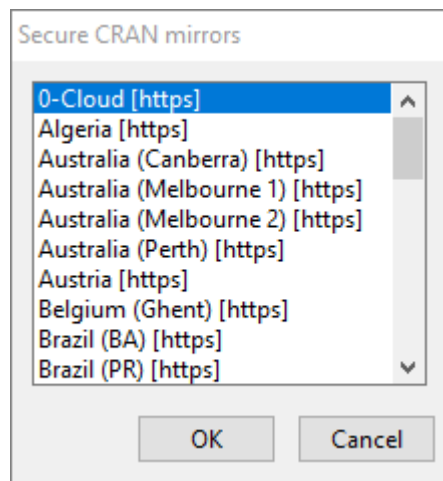 Secure CRAN mirrors
0-Cloud [https]
Algeria [https]
Australia (Canberra) [https]
Australia (Melbourne 1) [https]
Australia (Melbourne 2) [https]
Australia (Perth) [https]
Austria [https]
Belgium (Ghent) [https]
Brazil (BA) [https]
Brazil (PR) [https]
OK
Cancel